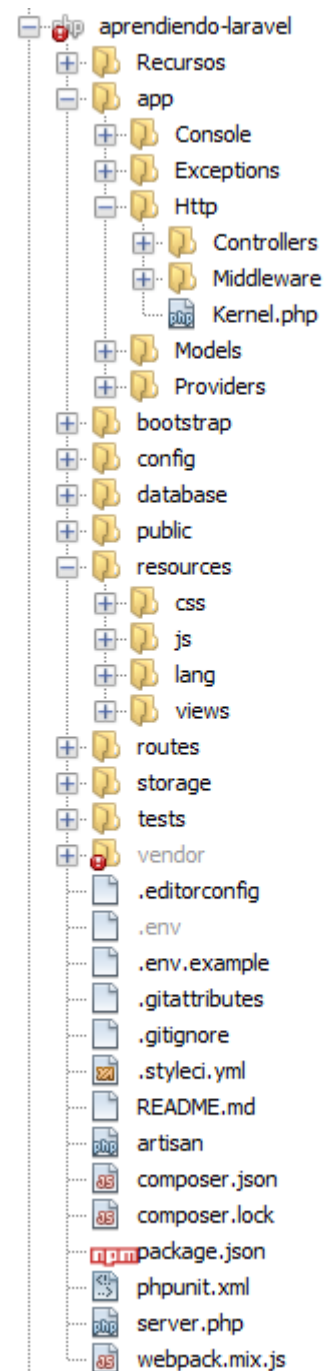 aprendiendo-laravel
Recursos
app
Console
Exceptions
Http
Controllers
Middleware
Kernel.php
Models
Providers
bootstrap
config
database
public
resources
css
js
lang
views
routes
storage
tests
vendor
.editorconfig
.env
.env.example
.gitattributes
.gitignore
.styleci.yml
README.md
artisan
composer.json
composer.lock
package.json
phpunit.xml
server.php
webpack.mix.js